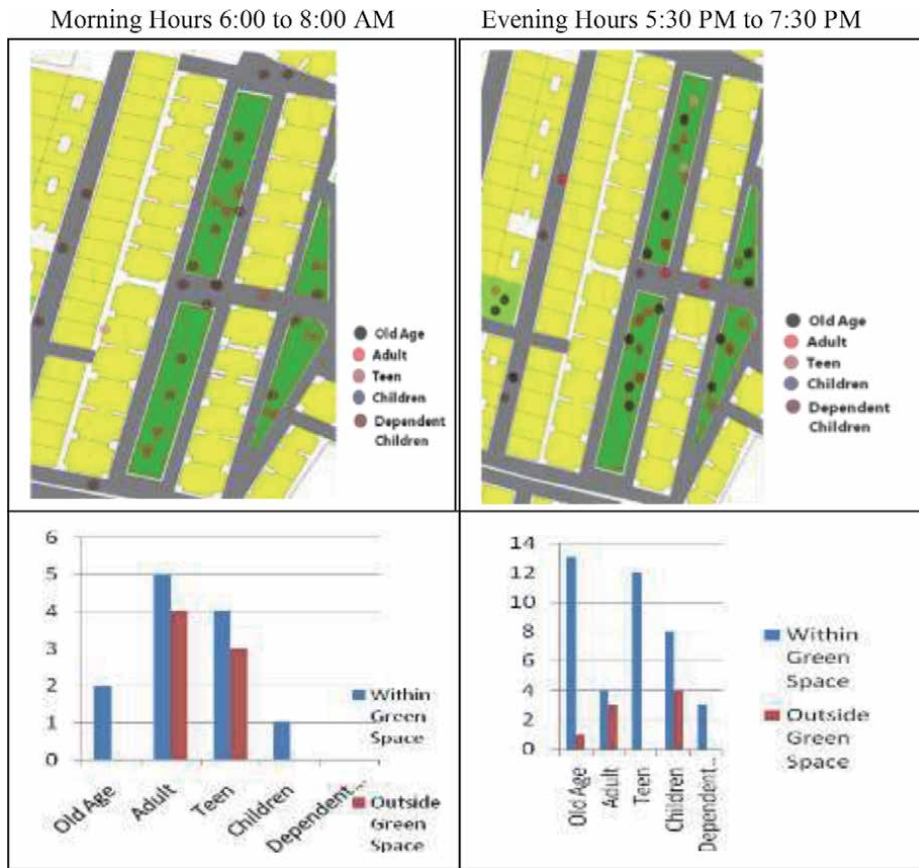 Morning Hours 6:00 to 8:00 AM
Evening Hours 5:30 PM to 7:30 PM
Old Age
Adult
Teen
Children
Dependent
Children
Old Age
Adult
Teen
Children
Dependent
Children
6
5
4
3
2
1
0
Old Age
Adult
Teen
Children
Dependent...
Within
Green
Space
Outside
Green
Space
14
12
10
8
6
4
2
0
Old Age
Adult
Teen
Children
Dependent...
Within
Green
Space
Outside
Green
Space